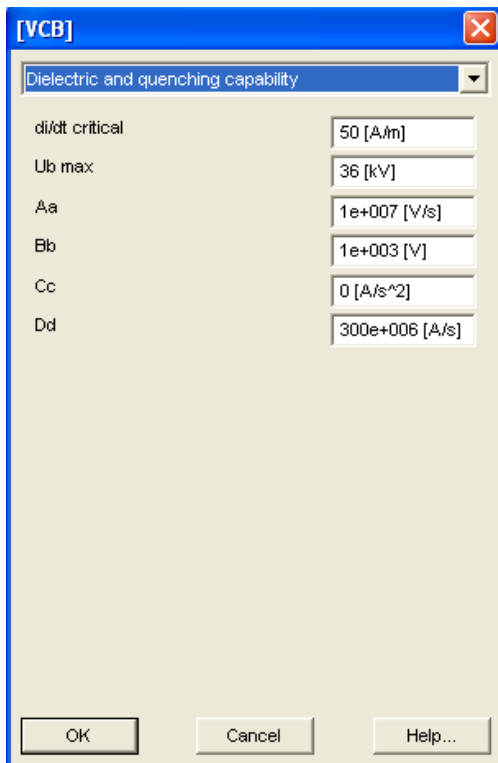 [VCB]
Dielectric and quenching capability
di/dt critical 50 [A/m]
Ub max 36 [kV]
Aa 1e+007 [V/s]
Bb 1e+003 [V]
Cc 0 [A/s^2]
Dd 300e+006 [A/s]
OK Cancel Help...